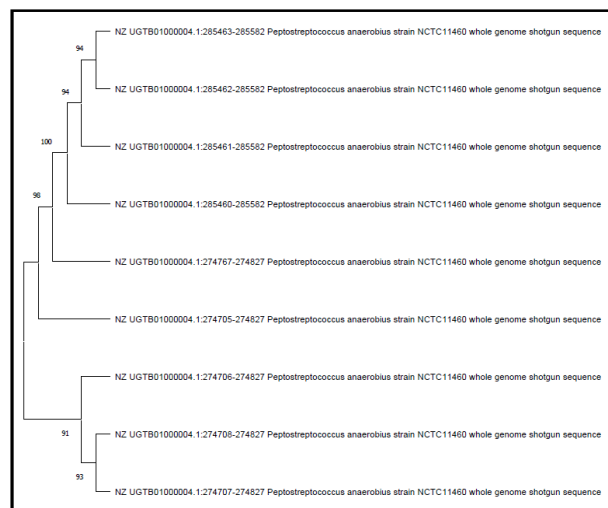 NZ UGTB01000004.1:285463-285582 Peptostreptococcus anaerobius strain NCTC11460 whole genome shotgun sequence
94
NZ UGTB01000004.1:285462-285582 Peptostreptococcus anaerobius strain NCTC11460 whole genome shotgun sequence
94
NZ UGTB01000004.1:285461-285582 Peptostreptococcus anaerobius strain NCTC11460 whole genome shotgun sequence
100
98
NZ UGTB01000004.1:285460-285582 Peptostreptococcus anaerobius strain NCTC11460 whole genome shotgun sequence
NZ UGTB01000004.1:274767-274827 Peptostreptococcus anaerobius strain NCTC11460 whole genome shotgun sequence
NZ UGTB01000004.1:274705-274827 Peptostreptococcus anaerobius strain NCTC11460 whole genome shotgun sequence
NZ UGTB01000004.1:274706-274827 Peptostreptococcus anaerobius strain NCTC11460 whole genome shotgun sequence
91
NZ UGTB01000004.1:274708-274827 Peptostreptococcus anaerobius strain NCTC11460 whole genome shotgun sequence
93
NZ UGTB01000004.1:274707-274827 Peptostreptococcus anaerobius strain NCTC11460 whole genome shotgun sequence